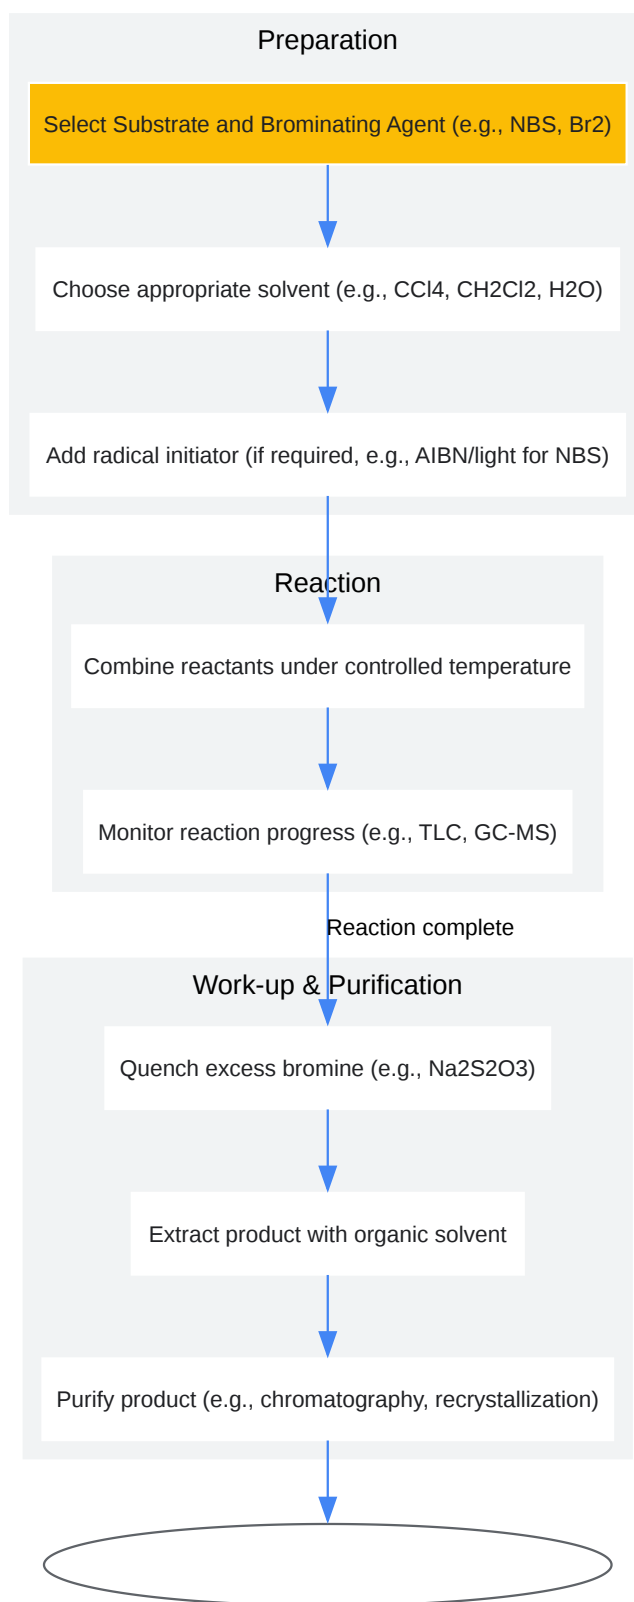 Preparation
Select Substrate and Brominating Agent (e.g., NBS, Br2)
Choose appropriate solvent (e.g., CCl4, CH2Cl2, H2O)
Add radical initiator (if required, e.g., AIBN/light for NBS)
Reaction
Combine reactants under controlled temperature
Monitor reaction progress (e.g., TLC, GC-MS)
Reaction complete
Work-up & Purification
Quench excess bromine (e.g., Na2S2O3)
Extract product with organic solvent
Purify product (e.g., chromatography, recrystallization)